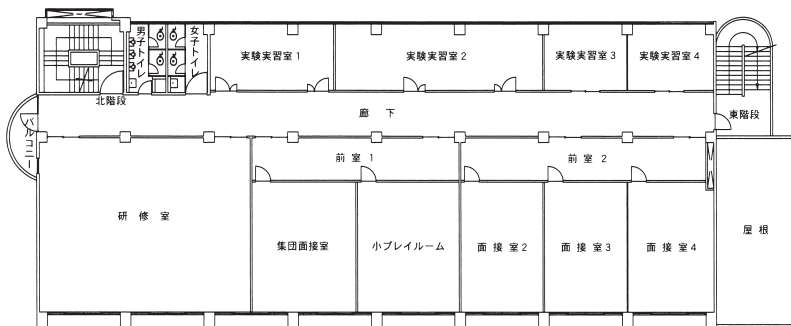 男子トイレ
女子トイレ
実験実習室1
実験実習室2
実験実習室3
実験実習室4
北階段
廊下
東階段
バルコニー
前室1
前室2
研修室
集団面接室
小プレイルーム
面接室2
面接室3
面接室4
屋根